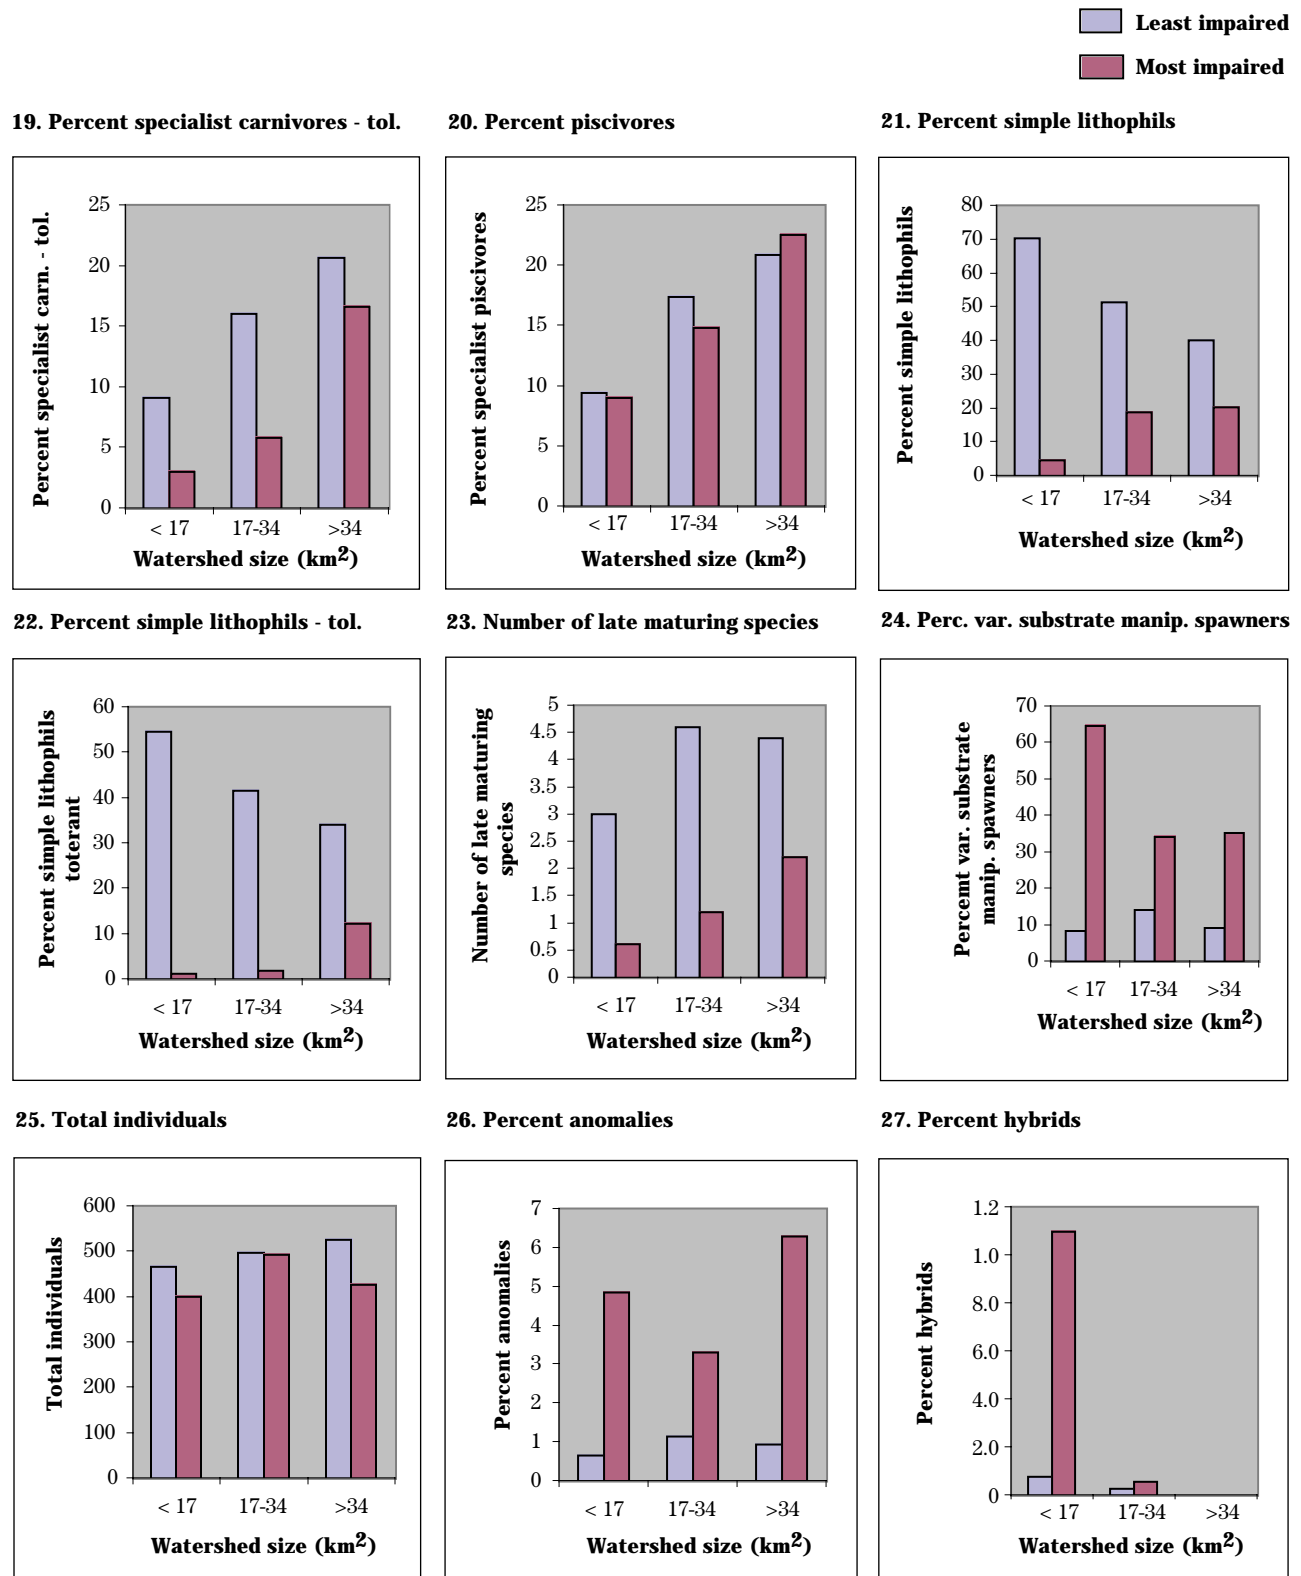 Least impaired
Most impaired
19. Percent specialist carnivores - tol.
Percent specialist carn. - tol.
25
20
15
10
5
0
< 17 17-34 >34
Watershed size (km2)
20. Percent piscivores
Percent specialist piscivores
25
20
15
10
5
0
< 17 17-34 >34
Watershed size (km2)
21. Percent simple lithophils
Percent simple lithophils
80
70
60
50
40
30
20
10
0
< 17 17-34 >34
Watershed size (km2)
22. Percent simple lithophils - tol.
Percent simple lithophils
toterant
60
50
40
30
20
10
0
< 17 17-34 >34
Watershed size (km2)
23. Number of late maturing species
Number of late maturing
species
5
4.5
4
3.5
3
2.5
2
1.5
1
0.5
0
< 17 17-34 >34
Watershed size (km2)
24. Perc. var. substrate manip. spawners
Percemt var. substrate
manip. spawners
70
60
50
40
30
20
10
0
< 17 17-34 >34
Watershed size (km2)
25. Total individuals
Total individuals
600
500
400
300
200
100
0
< 17 17-34 >34
Watershed size (km2)
26. Percent anomalies
Percent anomalies
7
6
5
4
3
2
1
0
< 17 17-34 >34
Watershed size (km2)
27. Percent hybrids
Percent hybrids
1.2
1.0
8.0
6.0
4.0
2.0
0
< 17 17-34 >34
Watershed size (km2)